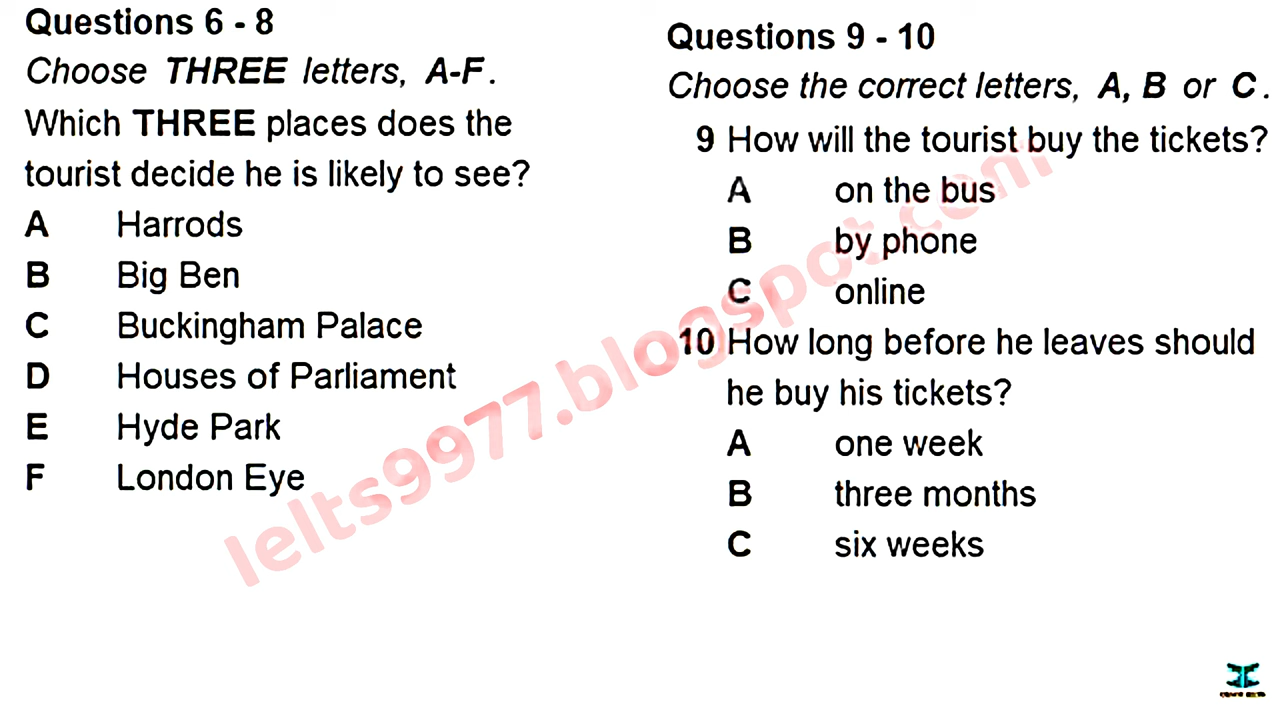 Questions 6 - 8
Choose THREE letters, A-F.
Which THREE places does the
tourist decide he is likely to see?
A Harrods
B Big Ben
C Buckingham Palace
D Houses of Parliament
E Hyde Park
F London Eye
Questions 9 - 10
Choose the correct letters, A, B or C.
9 How will the tourist buy the tickets?
A on the bus
B by phone
C online
10 How long before he leaves should
he buy his tickets?
A one week
B three months
C six weeks
Ielts9977.blogspot.com